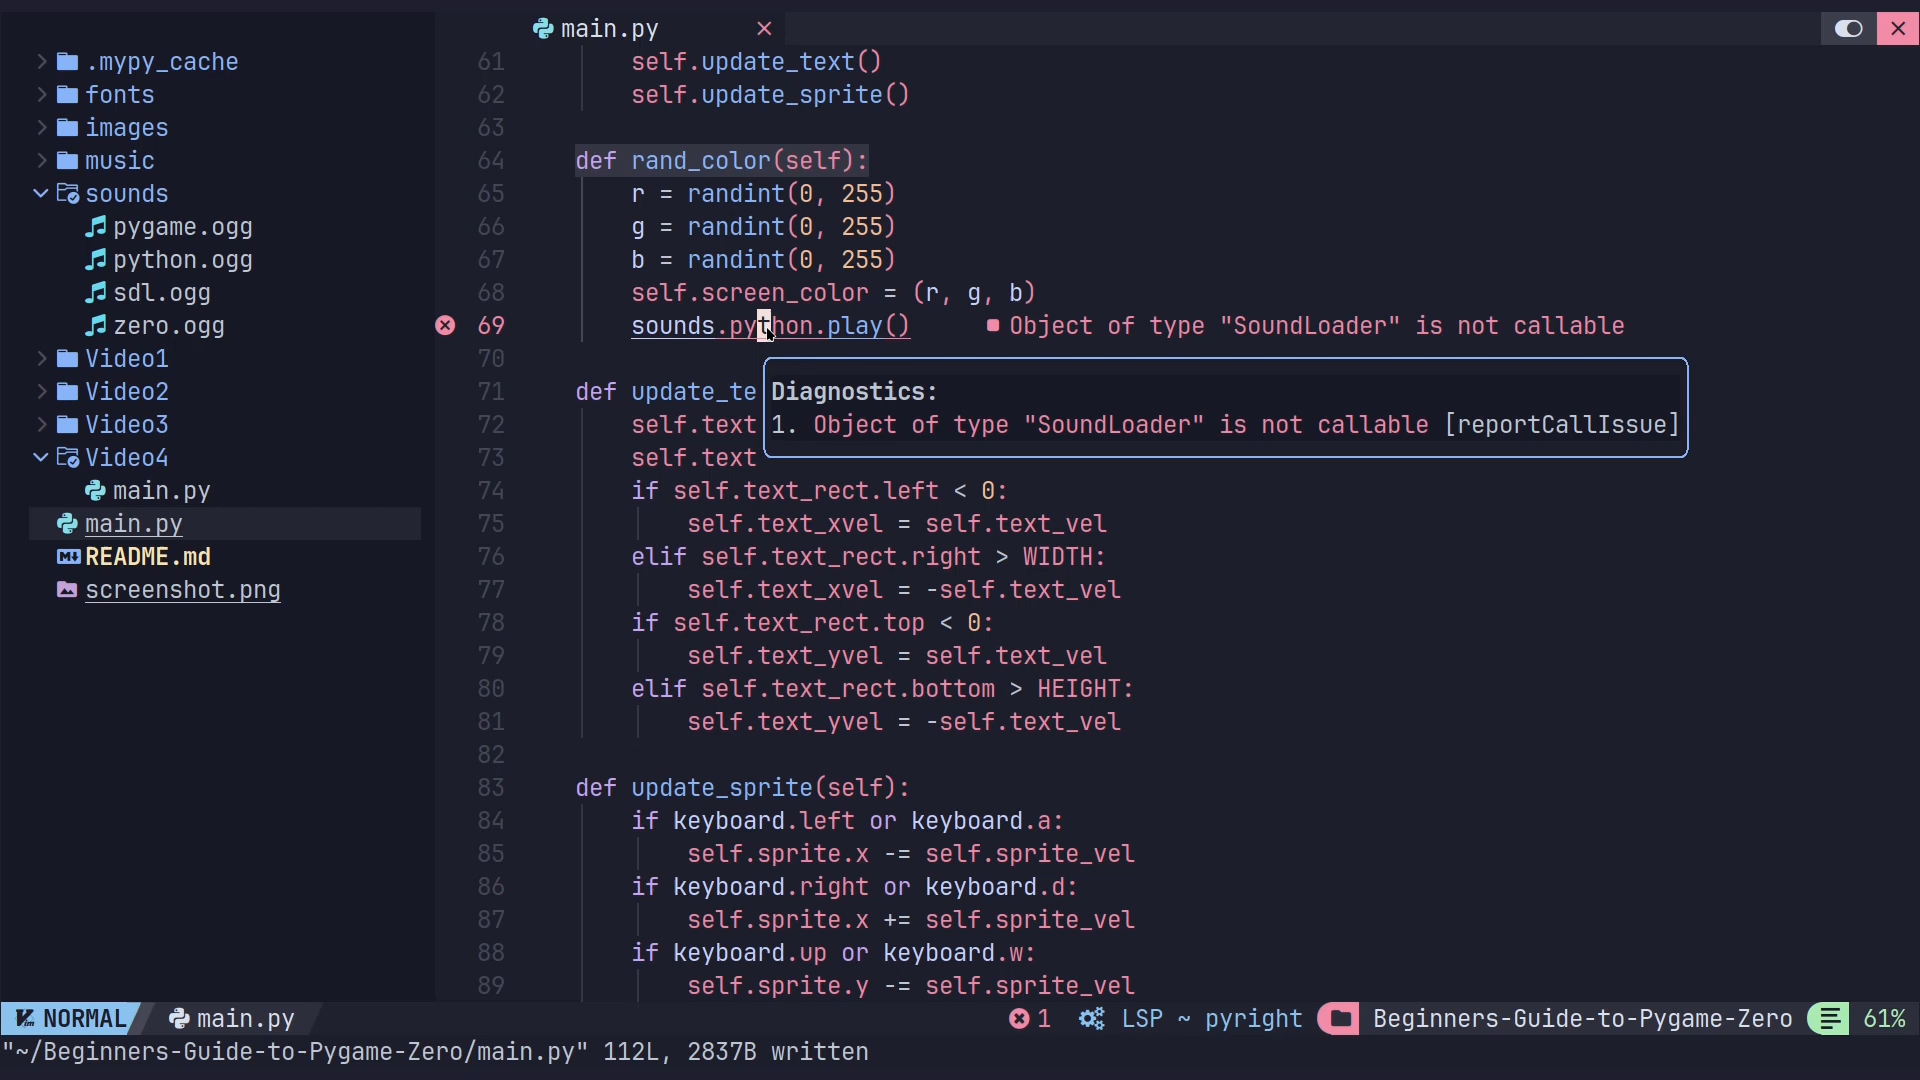 main.py
.mypy_cache
fonts
images
music
sounds
pygame.ogg
python.ogg
sdl.ogg
zero.ogg
Video1
Video2
Video3
Video4
main.py
main.py
README.md
screenshot.png
61 self.update_text()
62 self.update_sprite()
63
64 def rand_color(self):
65 r = randint(0, 255)
66 g = randint(0, 255)
67 b = randint(0, 255)
68 self.screen_color = (r, g, b)
69 sounds.python.play() Object of type "SoundLoader" is not callable
70
71 def update_te
Diagnostics:
72 self.text
1. Object of type "SoundLoader" is not callable [reportCallIssue]
73 self.text
74 if self.text_rect.left < 0:
75 self.text_xvel = self.text_vel
76 elif self.text_rect.right > WIDTH:
77 self.text_xvel = -self.text_vel
78 if self.text_rect.top < 0:
79 self.text_yvel = self.text_vel
80 elif self.text_rect.bottom > HEIGHT:
81 self.text_yvel = -self.text_vel
82
83 def update_sprite(self):
84 if keyboard.left or keyboard.a:
85 self.sprite.x -= self.sprite_vel
86 if keyboard.right or keyboard.d:
87 self.sprite.x += self.sprite_vel
88 if keyboard.up or keyboard.w:
89 self.sprite.y -= self.sprite_vel
NORMAL main.py 1 LSP ~ pyright Beginners-Guide-to-Pygame-Zero 61%
"~/Beginners-Guide-to-Pygame-Zero/main.py" 112L, 2837B written